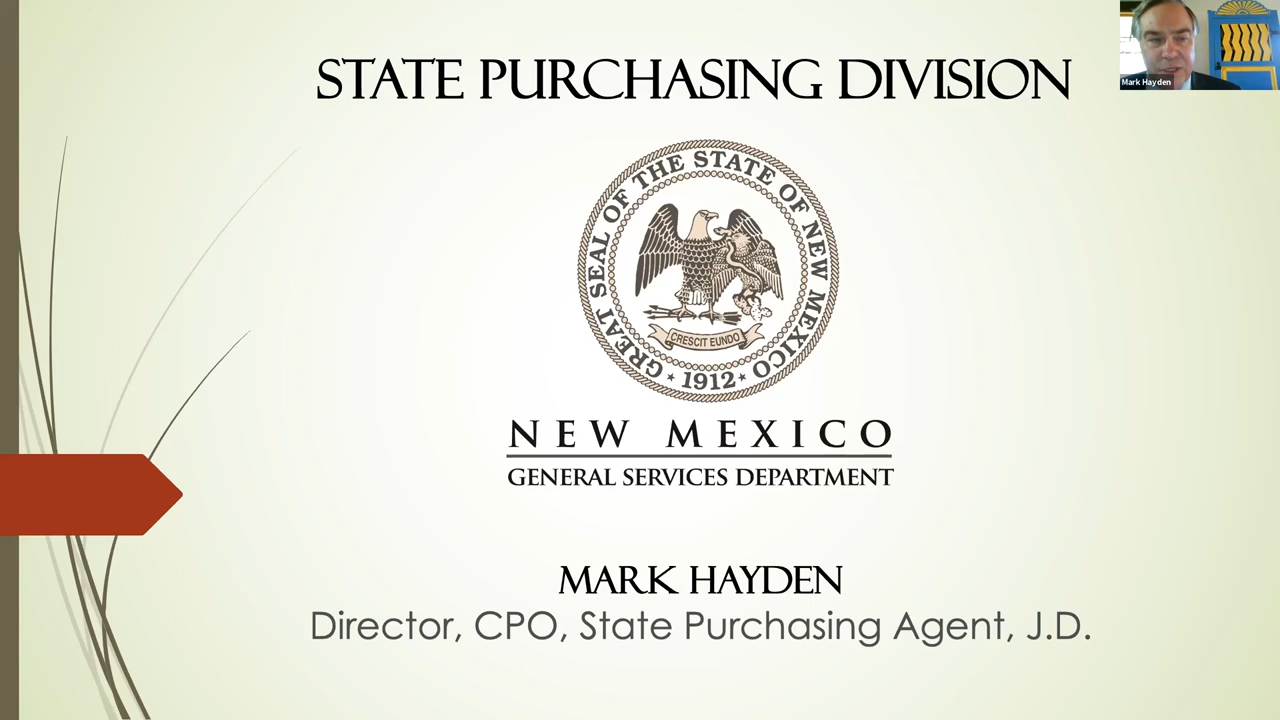 STATE PURCHASING DIVISION
Mark Hayden
GREAT SEAL OF THE STATE OF NEW MEXICO
CRESCIT EUNDO
1912
NEW MEXICO
GENERAL SERVICES DEPARTMENT
MARK HAYDEN
Director, CPO, State Purchasing Agent, J.D.